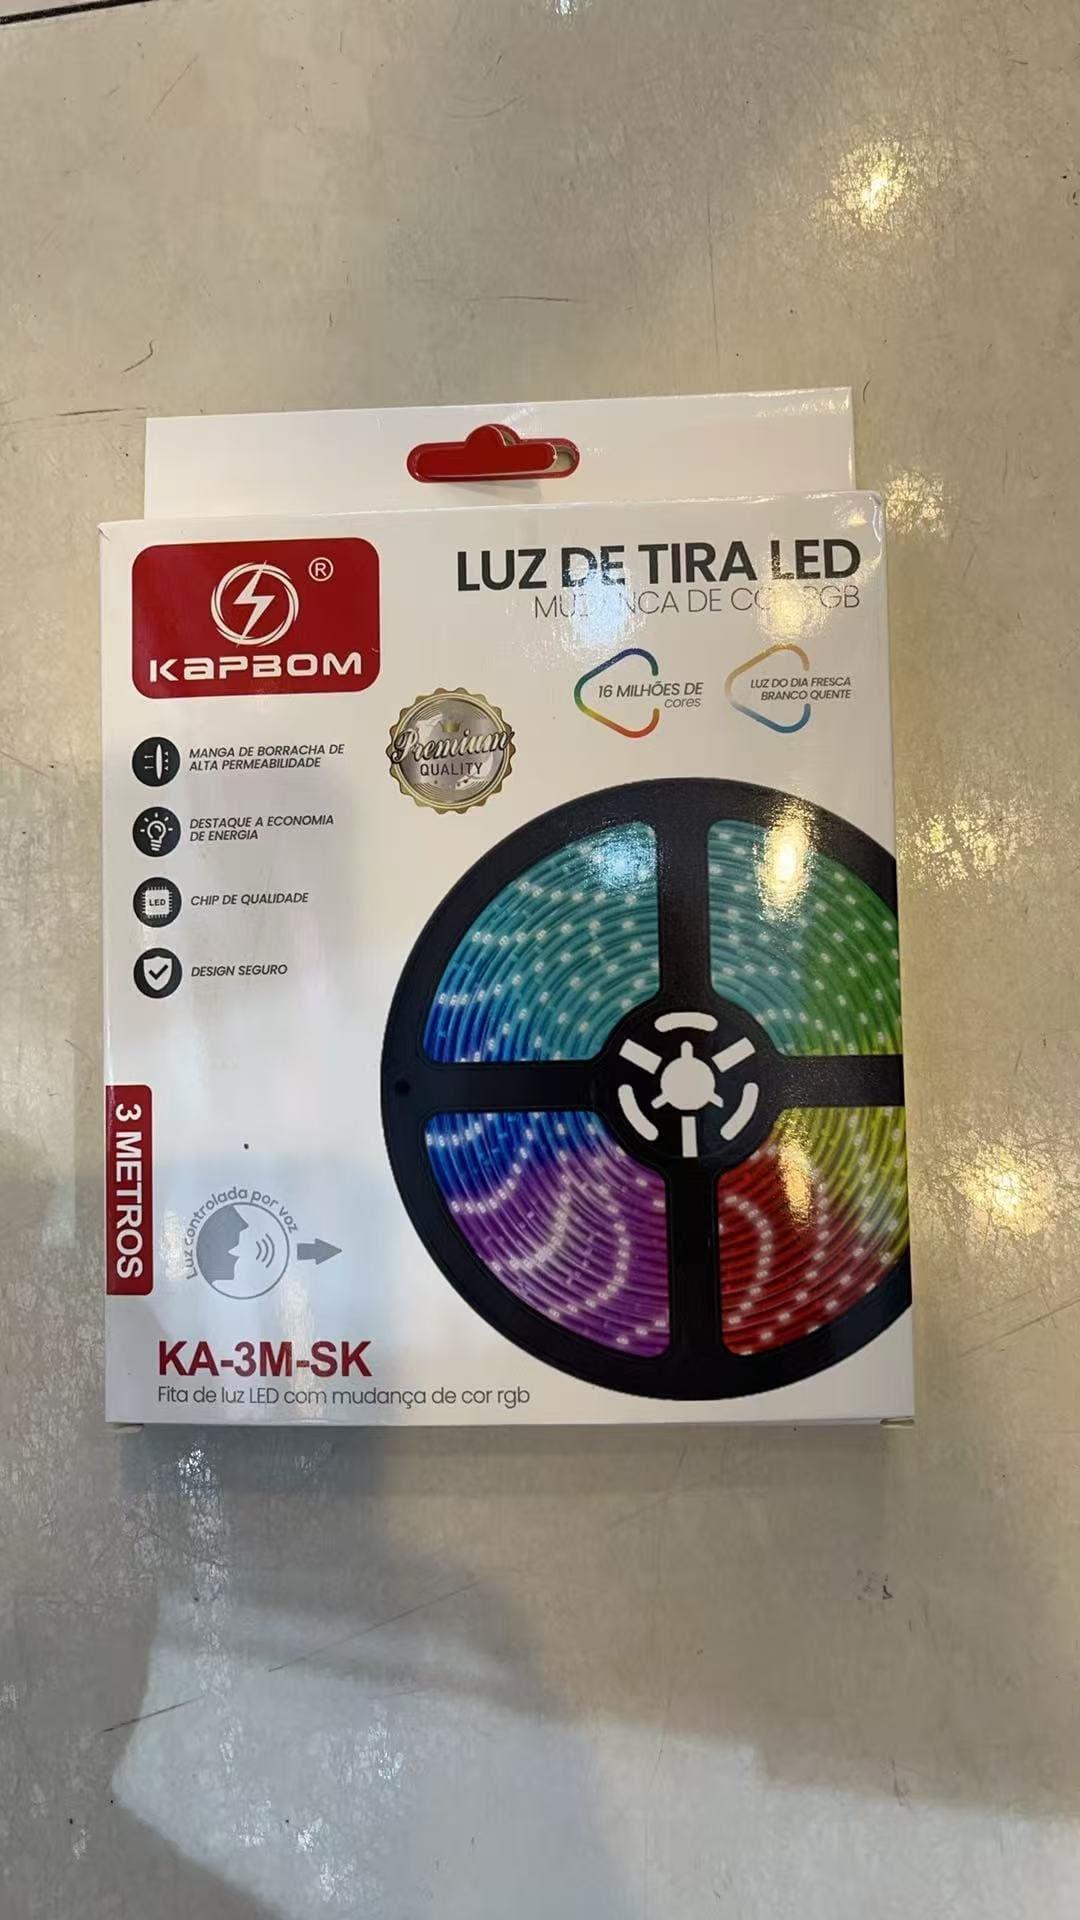 KAPBOM
®
LUZ DE TIRA LED
DE RGB
16 MILHÕES DE
cores
LUZ DO DIA FRESCA
BRANCO QUENTE
Premium
QUALITY
MANGA DE BORRACHA DE
ALTA PERMEABILIDADE
DESTAQUE A ECONOMIA
DE ENERGIA
LED
CHIP DE QUALIDADE
DESIGN SEGURO
3 METROS
Luz controlada por voz
KA-3M-SK
Fita de luz LED com mudança de cor rgb